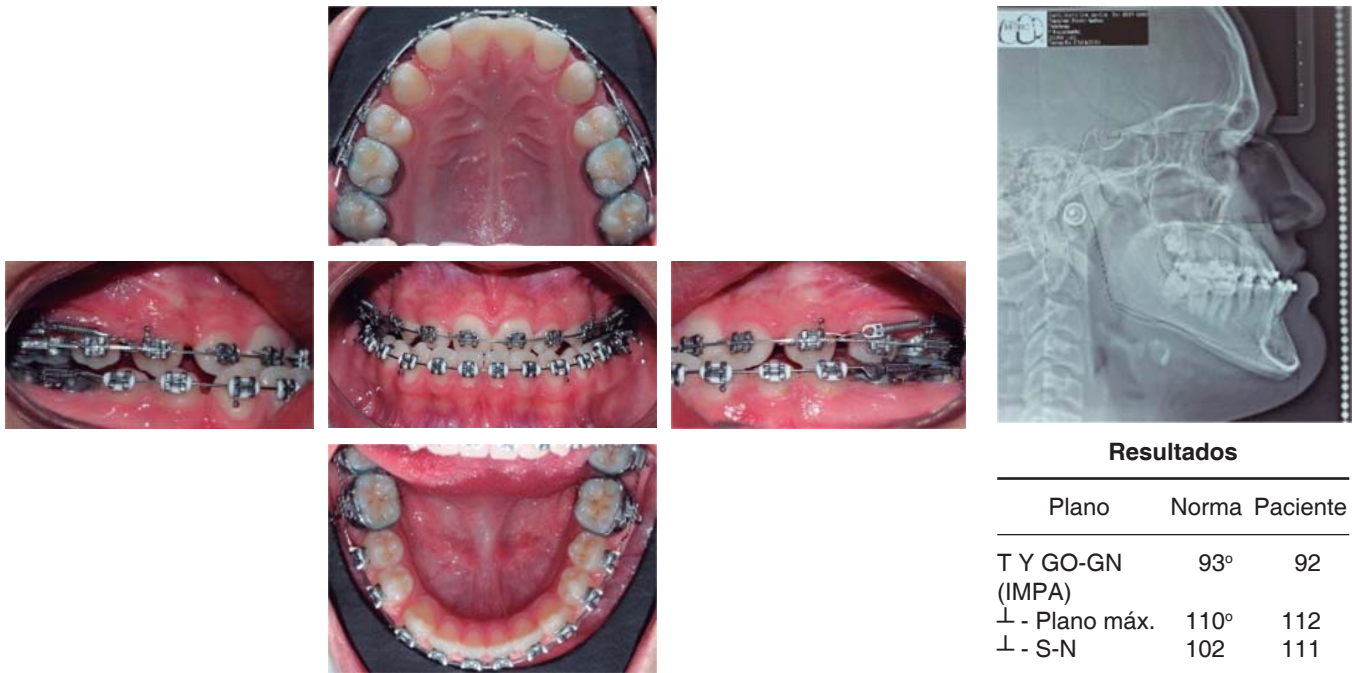 Resultados
Plano Norma Paciente
T Y GO-GN 93º 92
(IMPA)
⊥ - Plano máx. 110º 112
⊥ - S-N 102 111